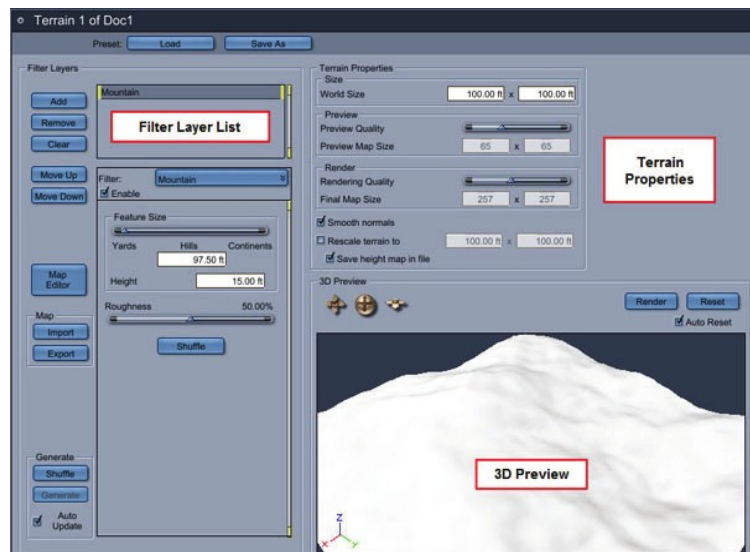 Terrain 1 of Doc1
Preset:
Load
Save As
Filter Layers
Add
Remove
Clear
Move Up
Move Down
Map
Editor
Map
Import
Export
Generate
Shuffle
Generate
Auto
Update
Mountain
Filter Layer List
Filter:
Mountain
Enable
Feature Size
Yards Hills Continents
97.50 ft
Height 15.00 ft
Roughness 50.00%
Shuffle
Terrain Properties
Size
World Size 100.00 ft x 100.00 ft
Preview
Preview Quality
Preview Map Size 65 x 65
Render
Rendering Quality
Final Map Size 257 x 257
Smooth normals
Rescale terrain to 100.00 ft x 100.00 ft
Save height map in file
Terrain
Properties
3D Preview
Render
Reset
Auto Reset
3D Preview
Z
X
Y